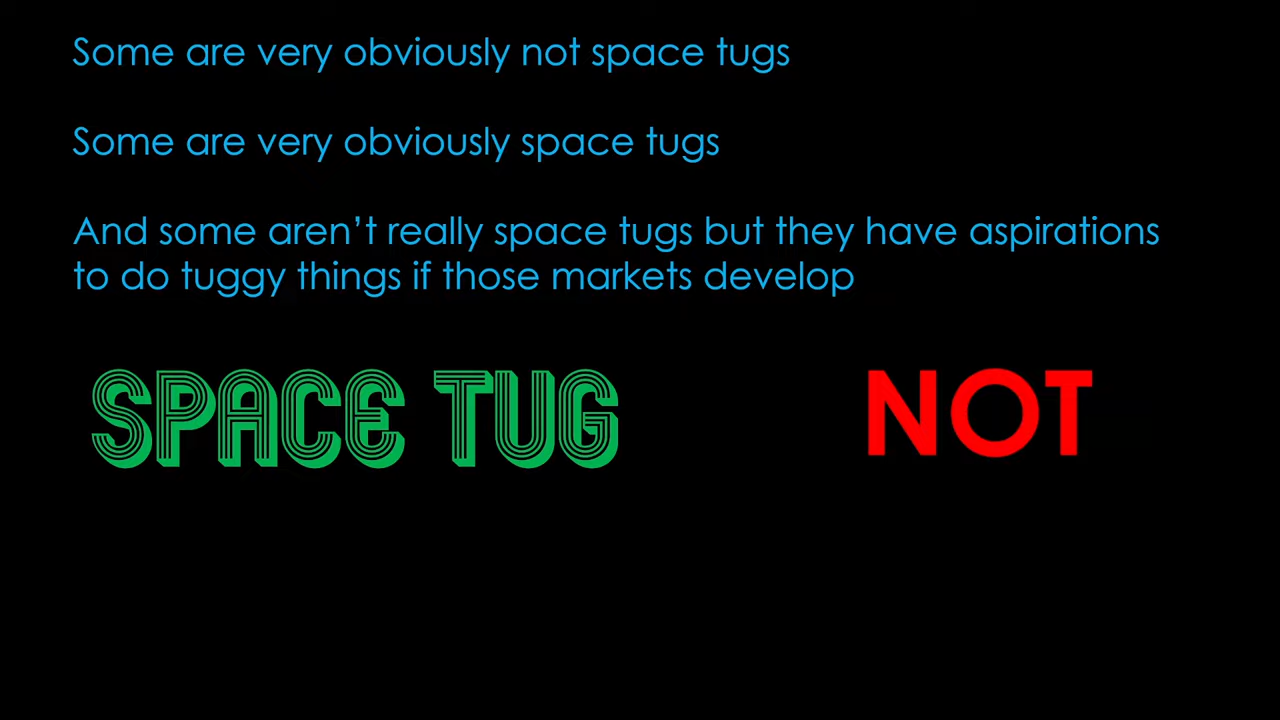 Some are very obviously not space tugs
Some are very obviously space tugs
And some aren’t really space tugs but they have aspirations
to do tuggy things if those markets develop
SPACE TUG NOT